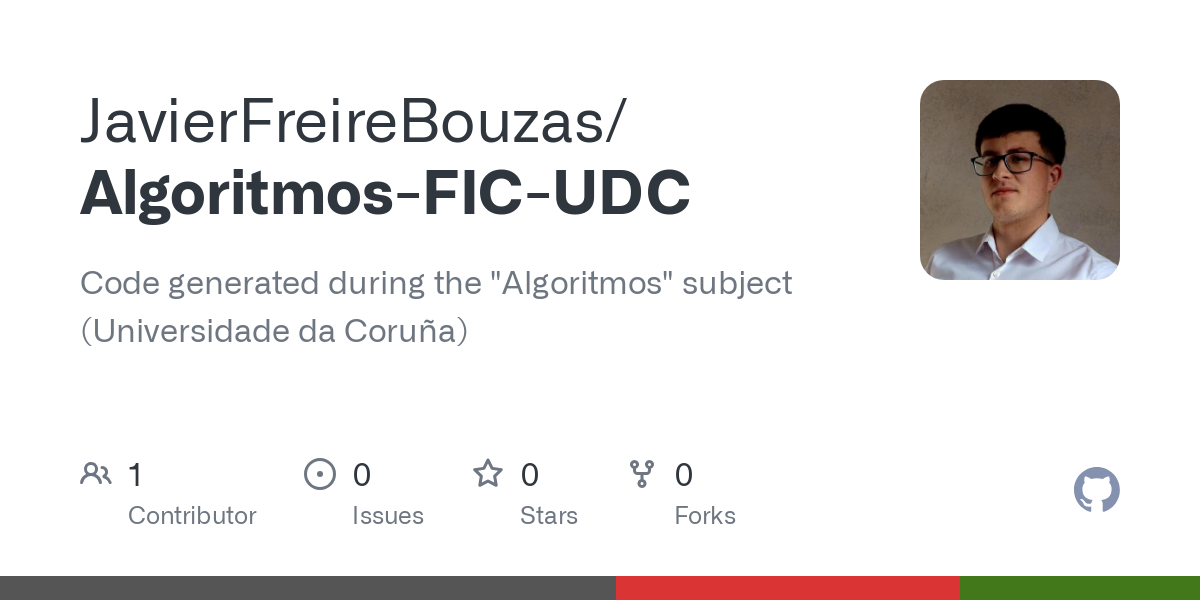 JavierFreireBouzas/
Algoritmos-FIC-UDC
Code generated during the "Algoritmos" subject
(Universidade da Coruña)
1 0 0 0
Contributor Issues Stars Forks